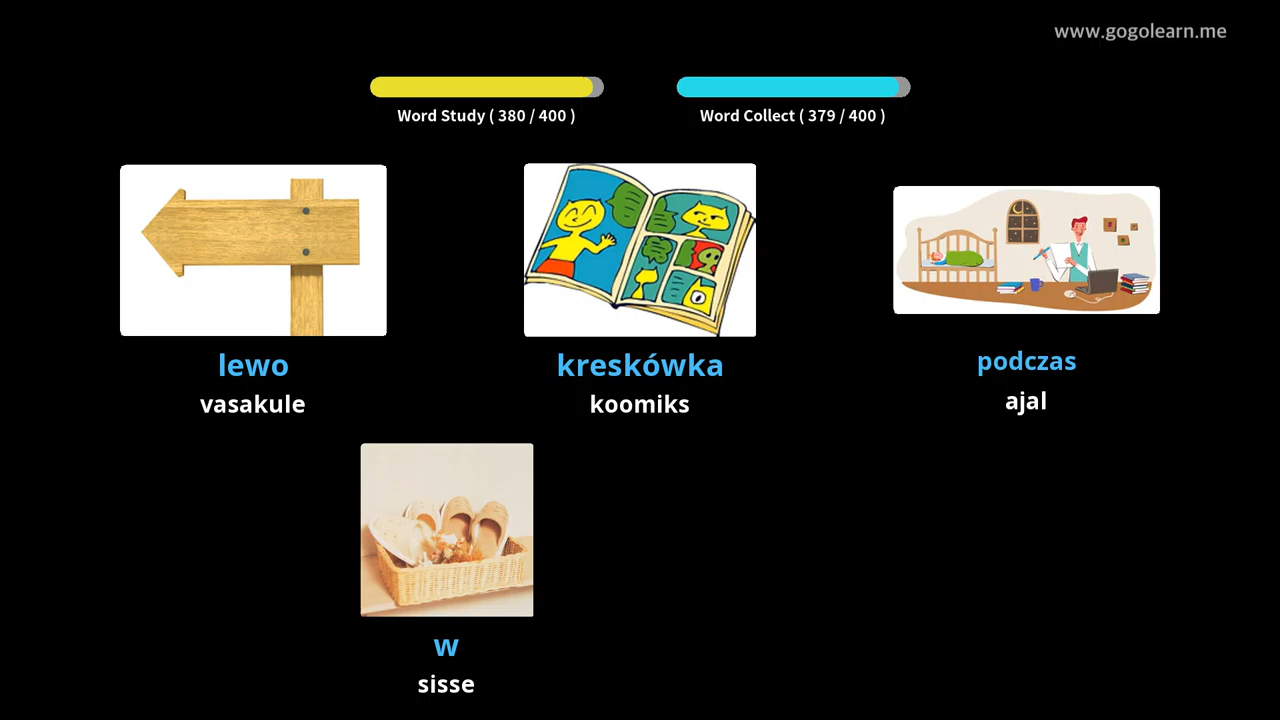 www.gogolearn.me
Word Study ( 380 / 400 )
Word Collect ( 379 / 400 )
lewo
vasakule
kreskówka
koomiks
podczas
ajal
w
sisse